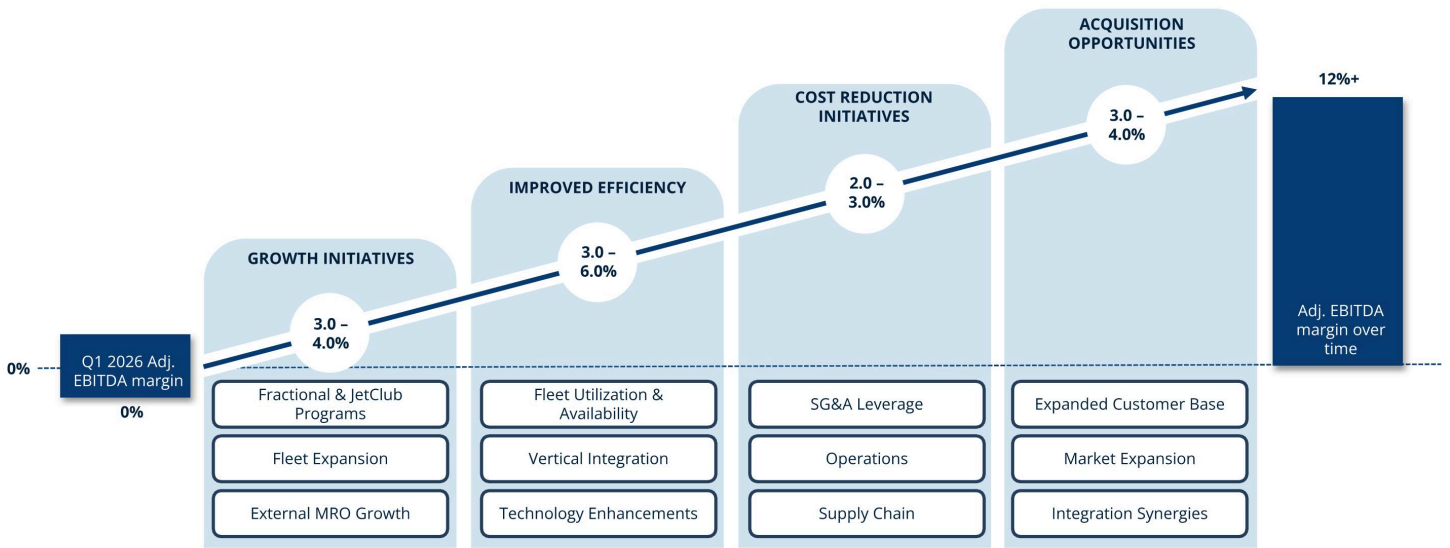 ACQUISITION
OPPORTUNITIES
12%+
COST REDUCTION
INITIATIVES
3.0 –
4.0%
IMPROVED EFFICIENCY
2.0 –
3.0%
GROWTH INITIATIVES
3.0 –
6.0%
3.0 –
4.0%
Adj. EBITDA
margin over
time
0%
Q1 2026 Adj.
EBITDA margin
0%
Fractional & JetClub
Programs
Fleet Expansion
External MRO Growth
Fleet Utilization &
Availability
Vertical Integration
Technology Enhancements
SG&A Leverage
Operations
Supply Chain
Expanded Customer Base
Market Expansion
Integration Synergies